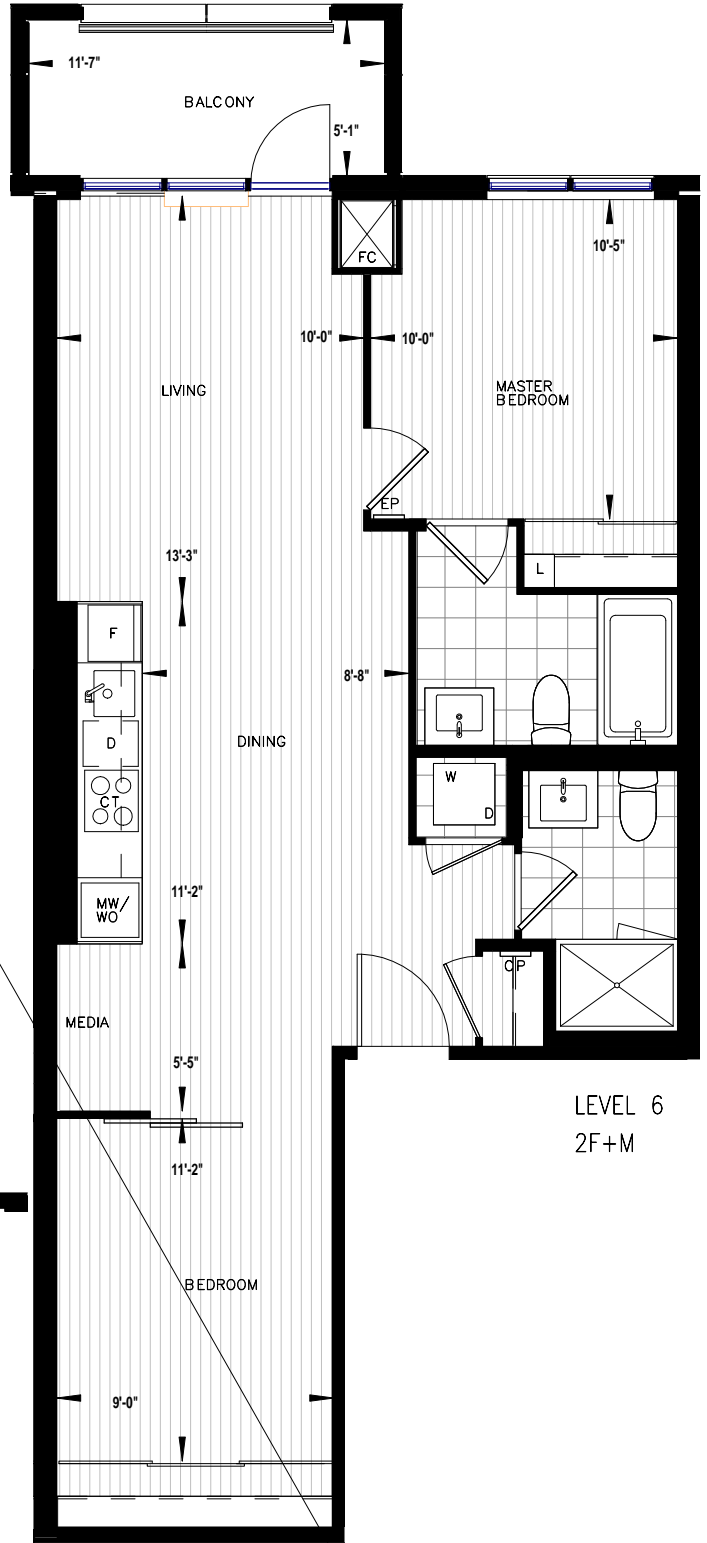 11'-7"
BALCONY
5'-1"
FC
10'-5"
10'-0"
10'-0"
LIVING
MASTER
BEDROOM
EP
13'-3"
L
F
8'-8"
D
DINING
W
D
CT
11'-2"
MW/
WO
CP
MEDIA
5'-5"
LEVEL 6
2F+M
11'-2"
BEDROOM
9'-0"